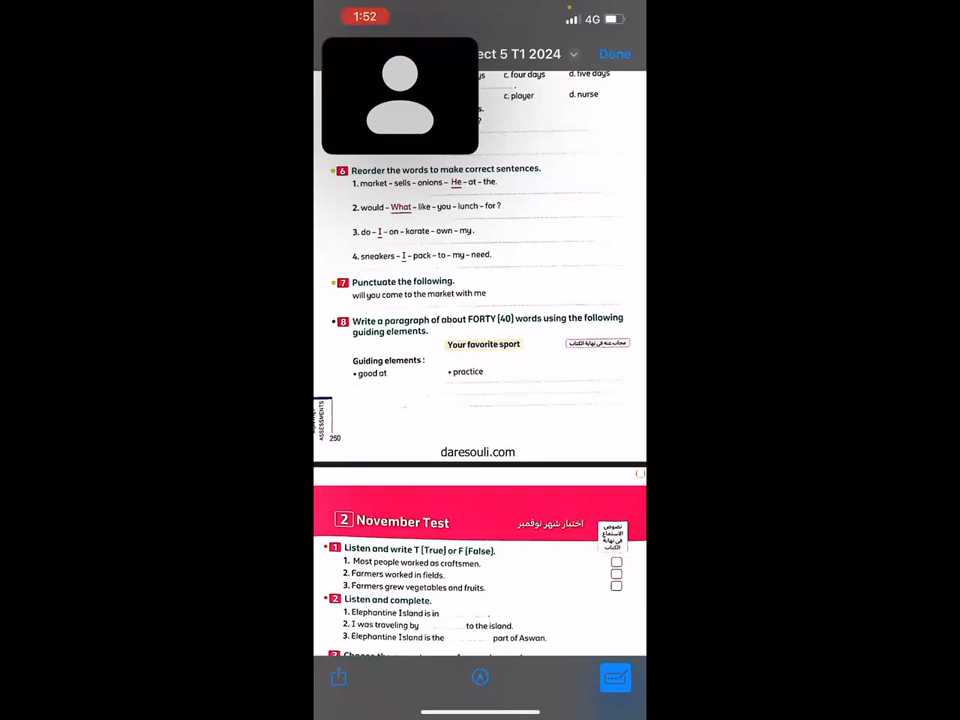 1:52
4G
ect 5 T1 2024
Done
ys c. four days d. five days
c. player d. nurse
s.
?
6 Reorder the words to make correct sentences.
1. market – sells – onions – He – at – the.
2. would – What – like – you – lunch – for ?
3. do – I – on – karate – own – my.
4. sneakers – I – pack – to – my – need.
7 Punctuate the following.
will you come to the market with me
8 Write a paragraph of about FORTY [40] words using the following
guiding elements.
Your favorite sport
مجاب عنه في نهاية الكتاب
Guiding elements :
• good at • practice
ASSESSMENTS
250
daresouli.com
2 November Test
اختبار شهر نوفمبر
نصوص
الاستماع
في نهاية
الكتاب
1 Listen and write T [True] or F [False].
1. Most people worked as craftsmen.
2. Farmers worked in fields.
3. Farmers grew vegetables and fruits.
2 Listen and complete.
1. Elephantine Island is in .
2. I was traveling by to the island.
3. Elephantine Island is the part of Aswan.